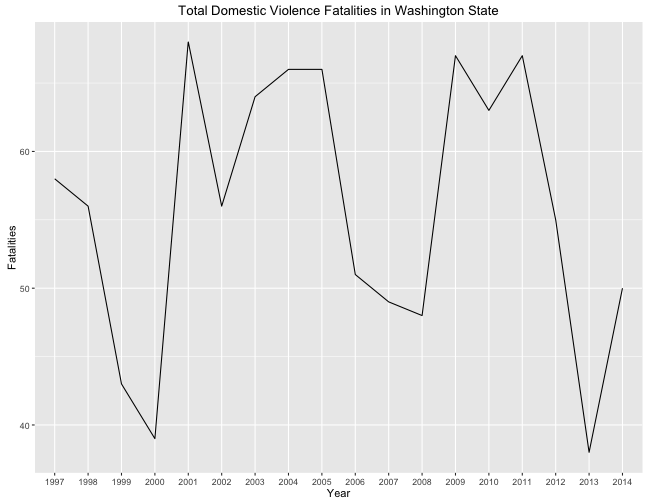 Total Domestic Violence Fatalities in Washington State
Fatalities
60
50
40
1997 1998 1999 2000 2001 2002 2003 2004 2005 2006 2007 2008 2009 2010 2011 2012 2013 2014
Year